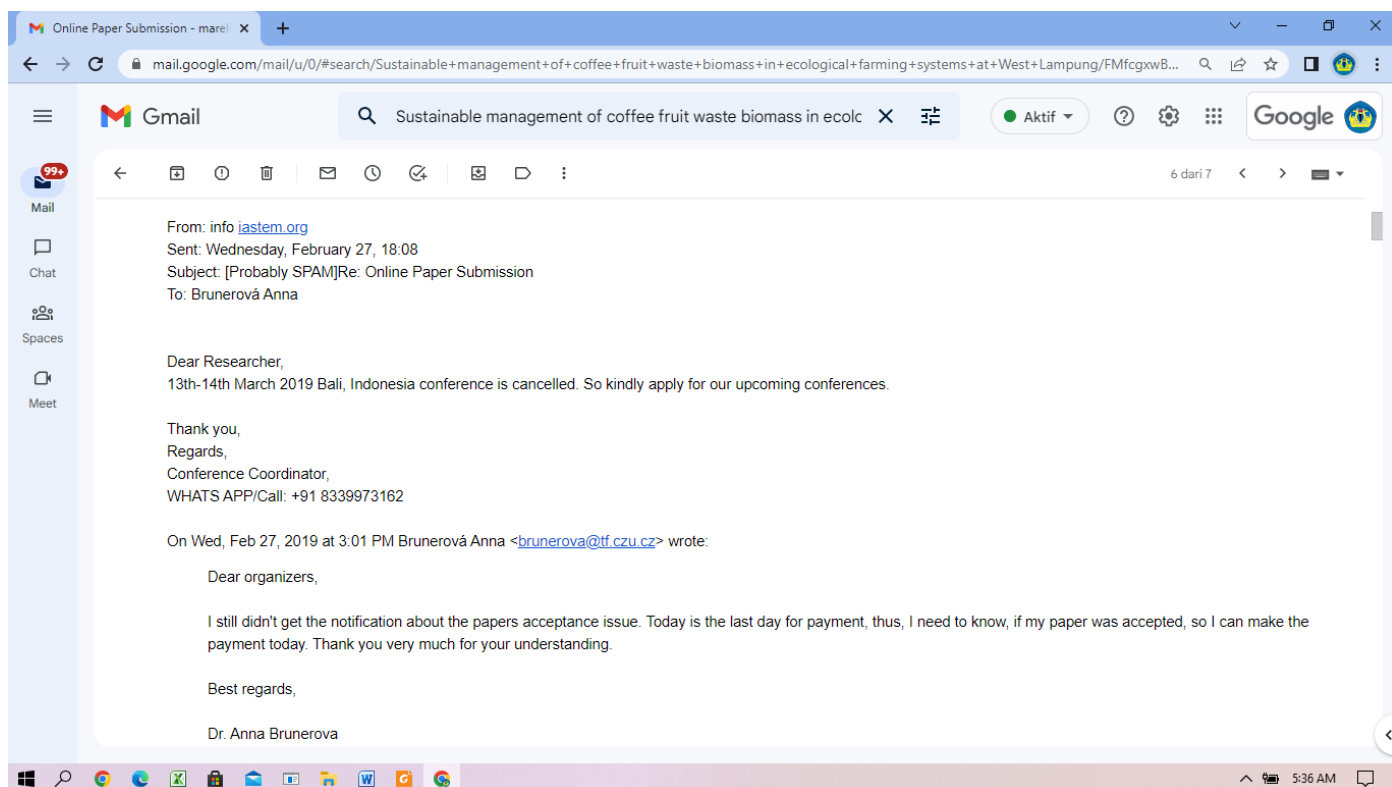 Online Paper Submission - marel
mail.google.com/mail/u/0/#search/Sustainable+management+of+coffee+fruit+waste+biomass+in+ecological+farming+systems+at+West+Lampung/FMfcgxwB...
Gmail
Sustainable management of coffee fruit waste biomass in ecolc
Aktif
Google
99+
Mail
Chat
Spaces
Meet
6 dari 7
From: info iastem.org
Sent: Wednesday, February 27, 18:08
Subject: [Probably SPAM]Re: Online Paper Submission
To: Brunerová Anna
Dear Researcher,
13th-14th March 2019 Bali, Indonesia conference is cancelled. So kindly apply for our upcoming conferences.
Thank you,
Regards,
Conference Coordinator,
WHATS APP/Call: +91 8339973162
On Wed, Feb 27, 2019 at 3:01 PM Brunerová Anna <brunerova@tf.czu.cz> wrote:
Dear organizers,
I still didn't get the notification about the papers acceptance issue. Today is the last day for payment, thus, I need to know, if my paper was accepted, so I can make the
payment today. Thank you very much for your understanding.
Best regards,
Dr. Anna Brunerova
5:36 AM